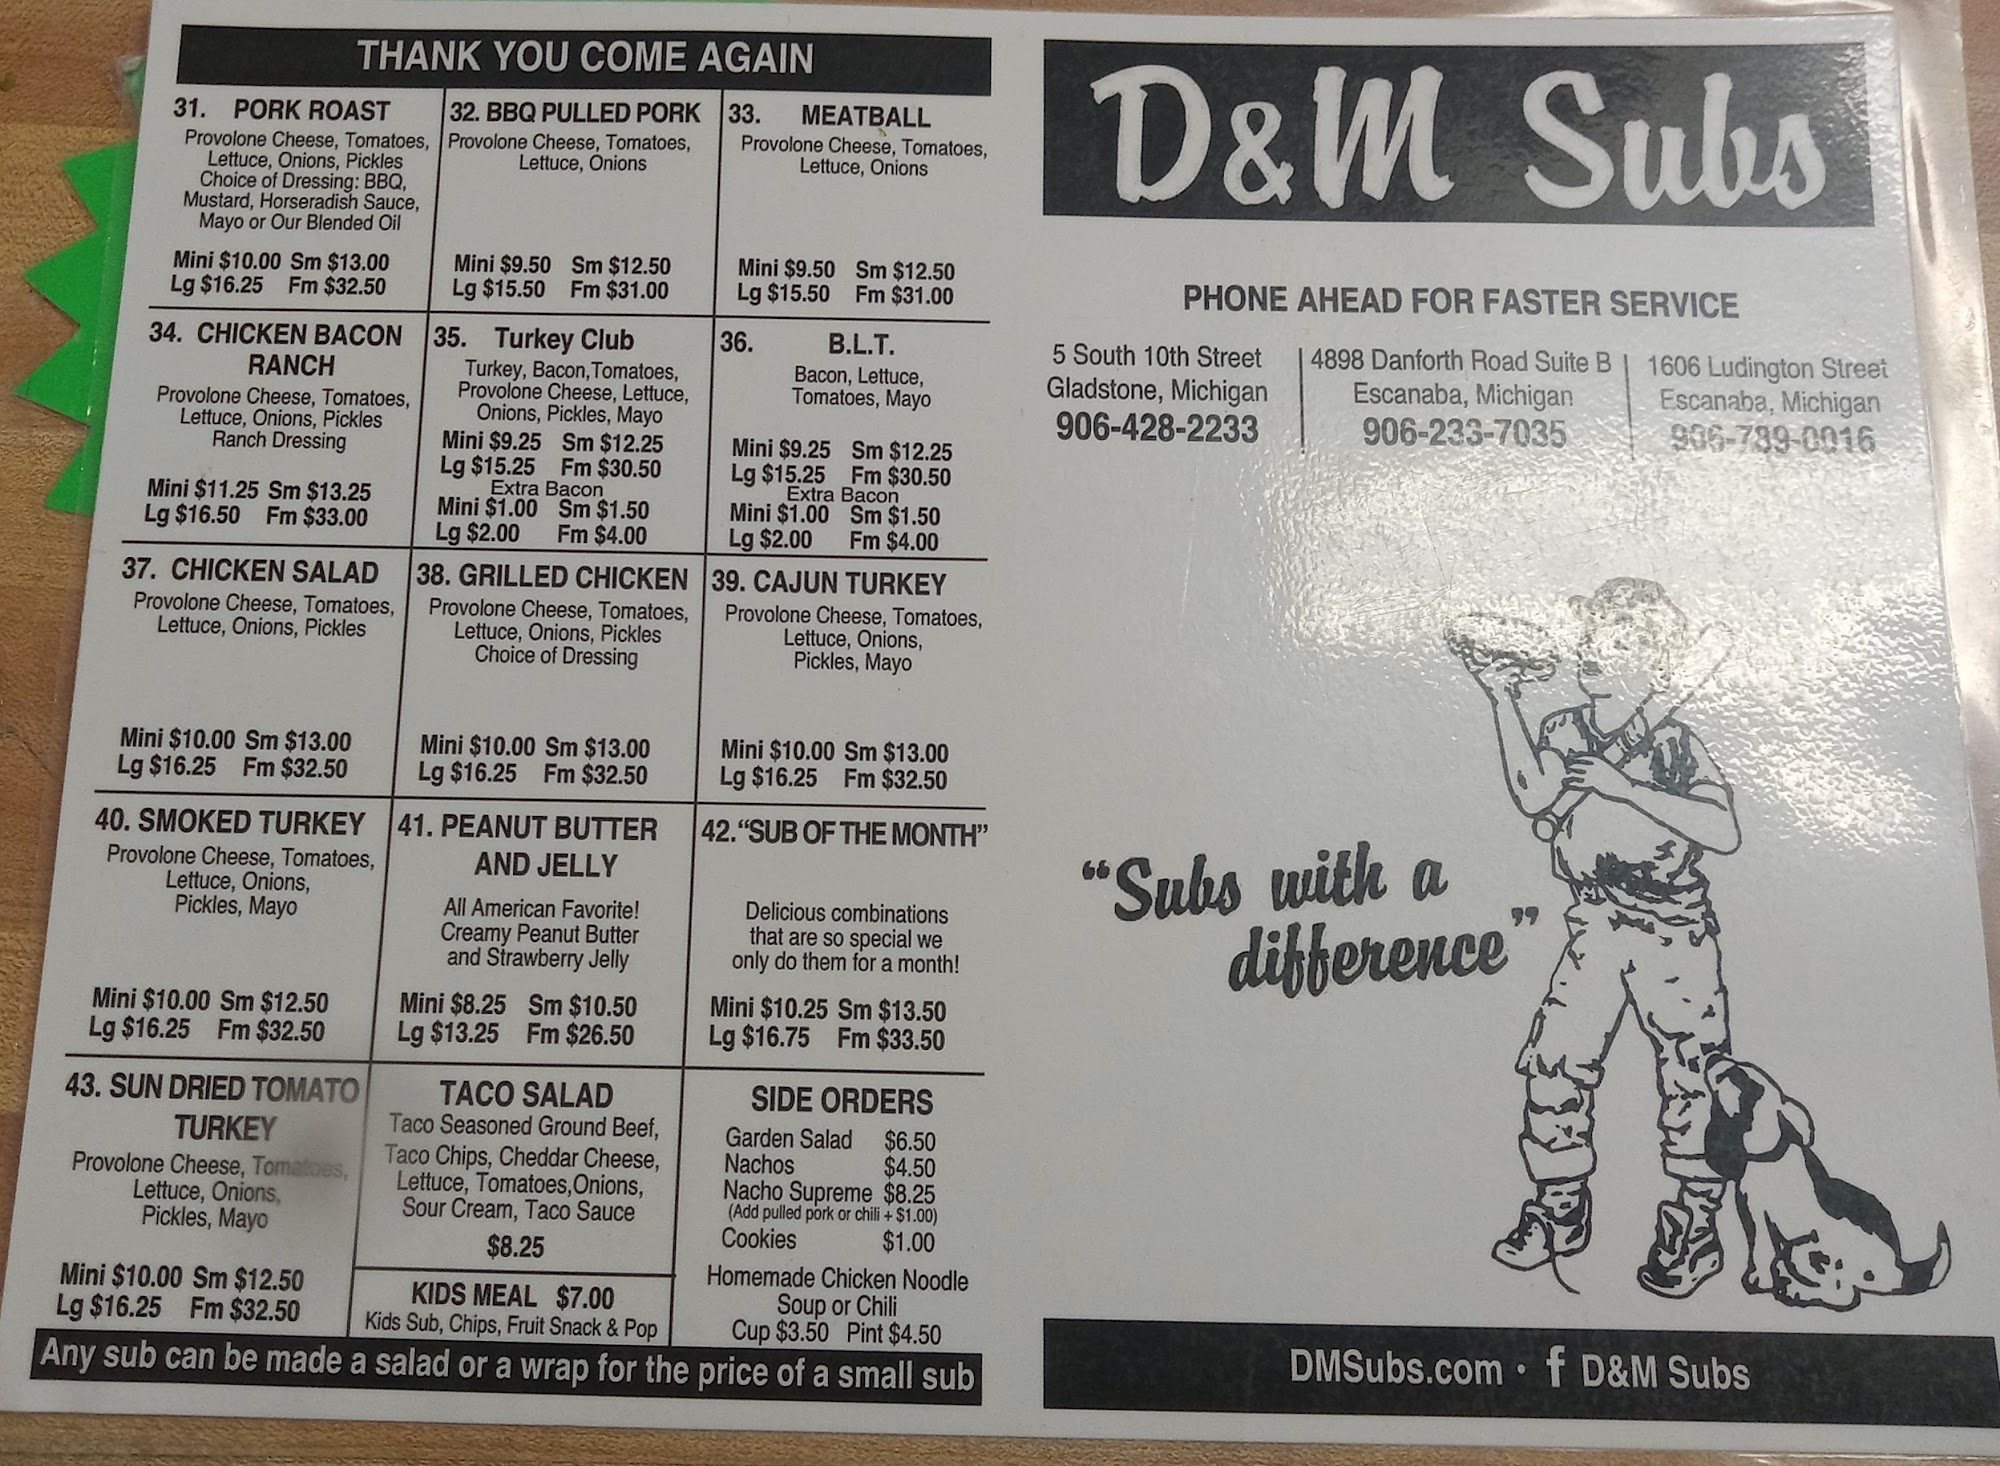 THANK YOU COME AGAIN
31. PORK ROAST
Provolone Cheese, Tomatoes,
Lettuce, Onions, Pickles
Choice of Dressing: BBQ,
Mustard, Horseradish Sauce,
Mayo or Our Blended Oil
Mini $10.00 Sm $13.00
Lg $16.25 Fm $32.50
32. BBQ PULLED PORK
Provolone Cheese, Tomatoes,
Lettuce, Onions
Mini $9.50 Sm $12.50
Lg $15.50 Fm $31.00
33. MEATBALL
Provolone Cheese, Tomatoes,
Lettuce, Onions
Mini $9.50 Sm $12.50
Lg $15.50 Fm $31.00
34. CHICKEN BACON
RANCH
Provolone Cheese, Tomatoes,
Lettuce, Onions, Pickles
Ranch Dressing
Mini $11.25 Sm $13.25
Lg $16.50 Fm $33.00
35. Turkey Club
Turkey, Bacon,Tomatoes,
Provolone Cheese, Lettuce,
Onions, Pickles, Mayo
Mini $9.25 Sm $12.25
Lg $15.25 Fm $30.50
Extra Bacon
Mini $1.00 Sm $1.50
Lg $2.00 Fm $4.00
36. B.L.T.
Bacon, Lettuce,
Tomatoes, Mayo
Mini $9.25 Sm $12.25
Lg $15.25 Fm $30.50
Extra Bacon
Mini $1.00 Sm $1.50
Lg $2.00 Fm $4.00
37. CHICKEN SALAD
Provolone Cheese, Tomatoes,
Lettuce, Onions, Pickles
Mini $10.00 Sm $13.00
Lg $16.25 Fm $32.50
38. GRILLED CHICKEN
Provolone Cheese, Tomatoes,
Lettuce, Onions, Pickles
Choice of Dressing
Mini $10.00 Sm $13.00
Lg $16.25 Fm $32.50
39. CAJUN TURKEY
Provolone Cheese, Tomatoes,
Lettuce, Onions,
Pickles, Mayo
Mini $10.00 Sm $13.00
Lg $16.25 Fm $32.50
40. SMOKED TURKEY
Provolone Cheese, Tomatoes,
Lettuce, Onions,
Pickles, Mayo
Mini $10.00 Sm $12.50
Lg $16.25 Fm $32.50
41. PEANUT BUTTER
AND JELLY
All American Favorite!
Creamy Peanut Butter
and Strawberry Jelly
Mini $8.25 Sm $10.50
Lg $13.25 Fm $26.50
42. "SUB OF THE MONTH"
Delicious combinations
that are so special we
only do them for a month!
Mini $10.25 Sm $13.50
Lg $16.75 Fm $33.50
43. SUN DRIED TOMATO
TURKEY
Provolone Cheese, Tomatoes,
Lettuce, Onions,
Pickles, Mayo
Mini $10.00 Sm $12.50
Lg $16.25 Fm $32.50
TACO SALAD
Taco Seasoned Ground Beef,
Taco Chips, Cheddar Cheese,
Lettuce, Tomatoes,Onions,
Sour Cream, Taco Sauce
$8.25
KIDS MEAL $7.00
Kids Sub, Chips, Fruit Snack & Pop
SIDE ORDERS
Garden Salad $6.50
Nachos $4.50
Nacho Supreme $8.25
(Add pulled pork or chili + $1.00)
Cookies $1.00
Homemade Chicken Noodle
Soup or Chili
Cup $3.50 Pint $4.50
Any sub can be made a salad or a wrap for the price of a small sub
D&M Subs
PHONE AHEAD FOR FASTER SERVICE
5 South 10th Street
Gladstone, Michigan
906-428-2233
4898 Danforth Road Suite B
Escanaba, Michigan
906-233-7035
1606 Ludington Street
Escanaba, Michigan
906-789-0016
"Subs with a
difference"
DMSubs.com • f D&M Subs